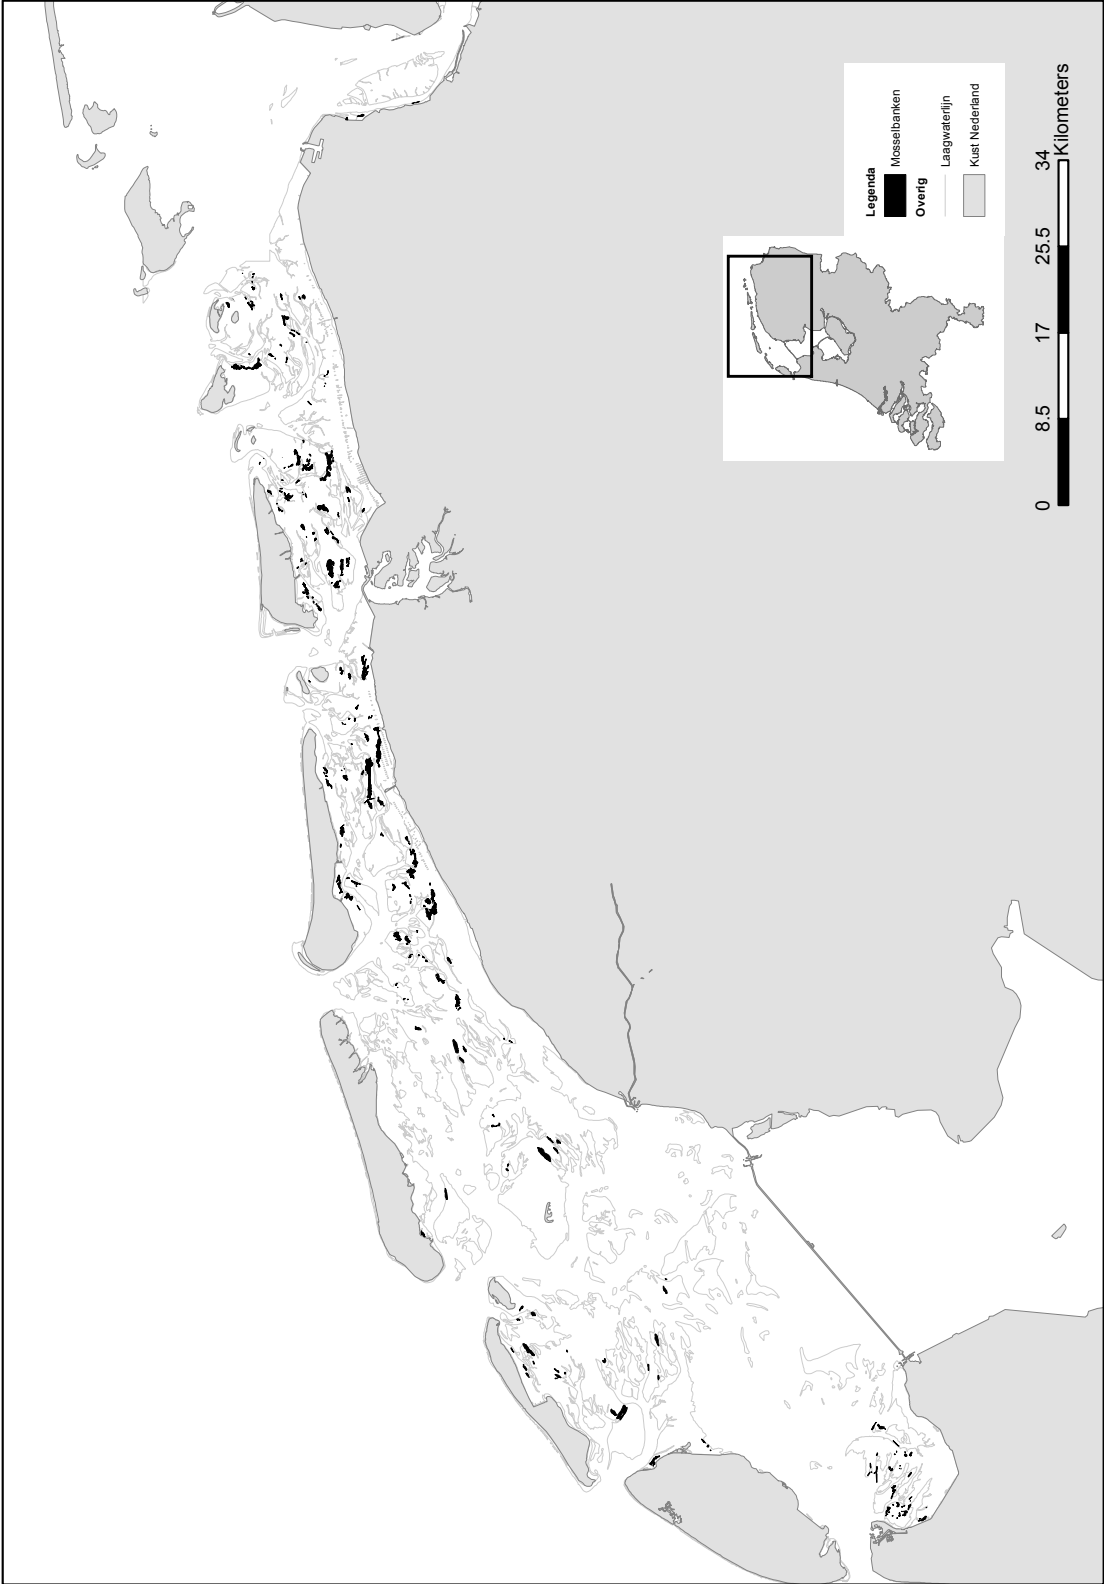 Legenda
Mosselbanken
Overig
Laagwaterlijn
Kust Nederland
0 8.5 17 25.5 34
Kilometers